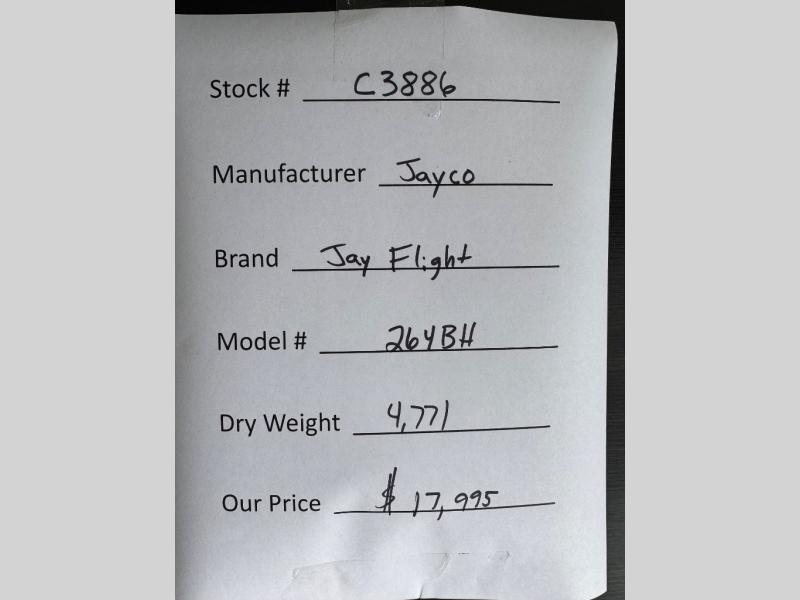 Stock # C3886
Manufacturer Jayco
Brand Jay Flight
Model # 264BH
Dry Weight 4,771
Our Price $ 17,995